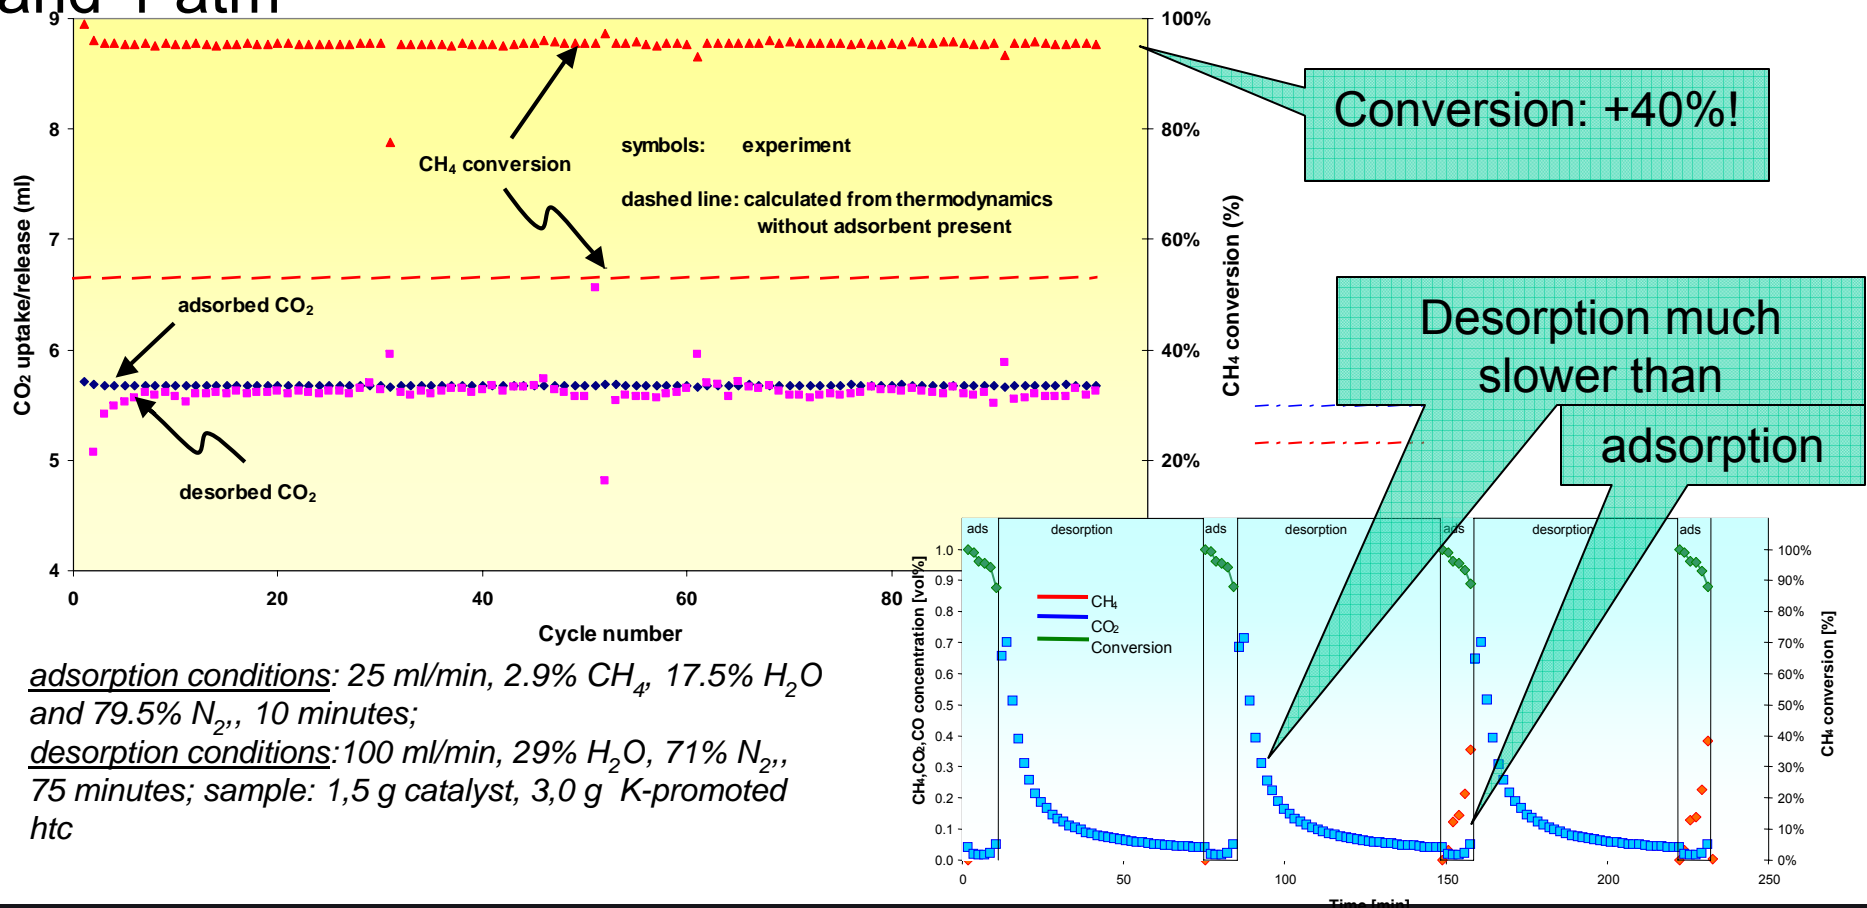 and 1 atm
9
8
7
6
5
4
CO2 uptake/release (ml)
100%
80%
60%
40%
20%
CH4 conversion (%)
0
20
40
60
80
Cycle number
CH4 conversion
symbols: experiment
dashed line: calculated from thermodynamics
without adsorbent present
adsorbed CO2
desorbed CO2
Conversion: +40%!
Desorption much
slower than
adsorption
adsorption conditions: 25 ml/min, 2.9% CH4, 17.5% H2O
and 79.5% N2,, 10 minutes;
desorption conditions:100 ml/min, 29% H2O, 71% N2,,
75 minutes; sample: 1,5 g catalyst, 3,0 g K-promoted
htc
ads desorption ads desorption ads desorption ads
1.0
0.9
0.8
0.7
0.6
0.5
0.4
0.3
0.2
0.1
0.0
CH4,CO2,CO concentration [vol%]
CH4
CO2
Conversion
100%
90%
80%
70%
60%
50%
40%
30%
20%
10%
0%
CH4 conversion [%]
0
50
100
150
200
250
Time [min]